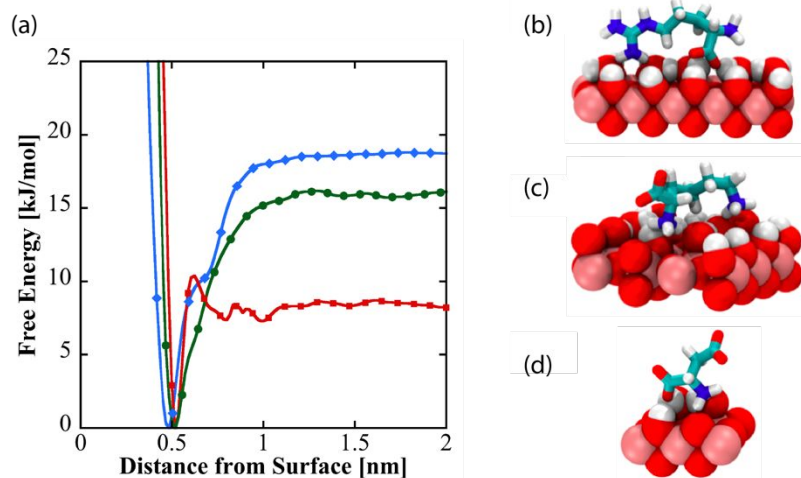 (a)
25
20
15
10
5
0
Free Energy [kJ/mol]
0
0.5
1
1.5
2
Distance from Surface [nm]
(b)
(c)
(d)